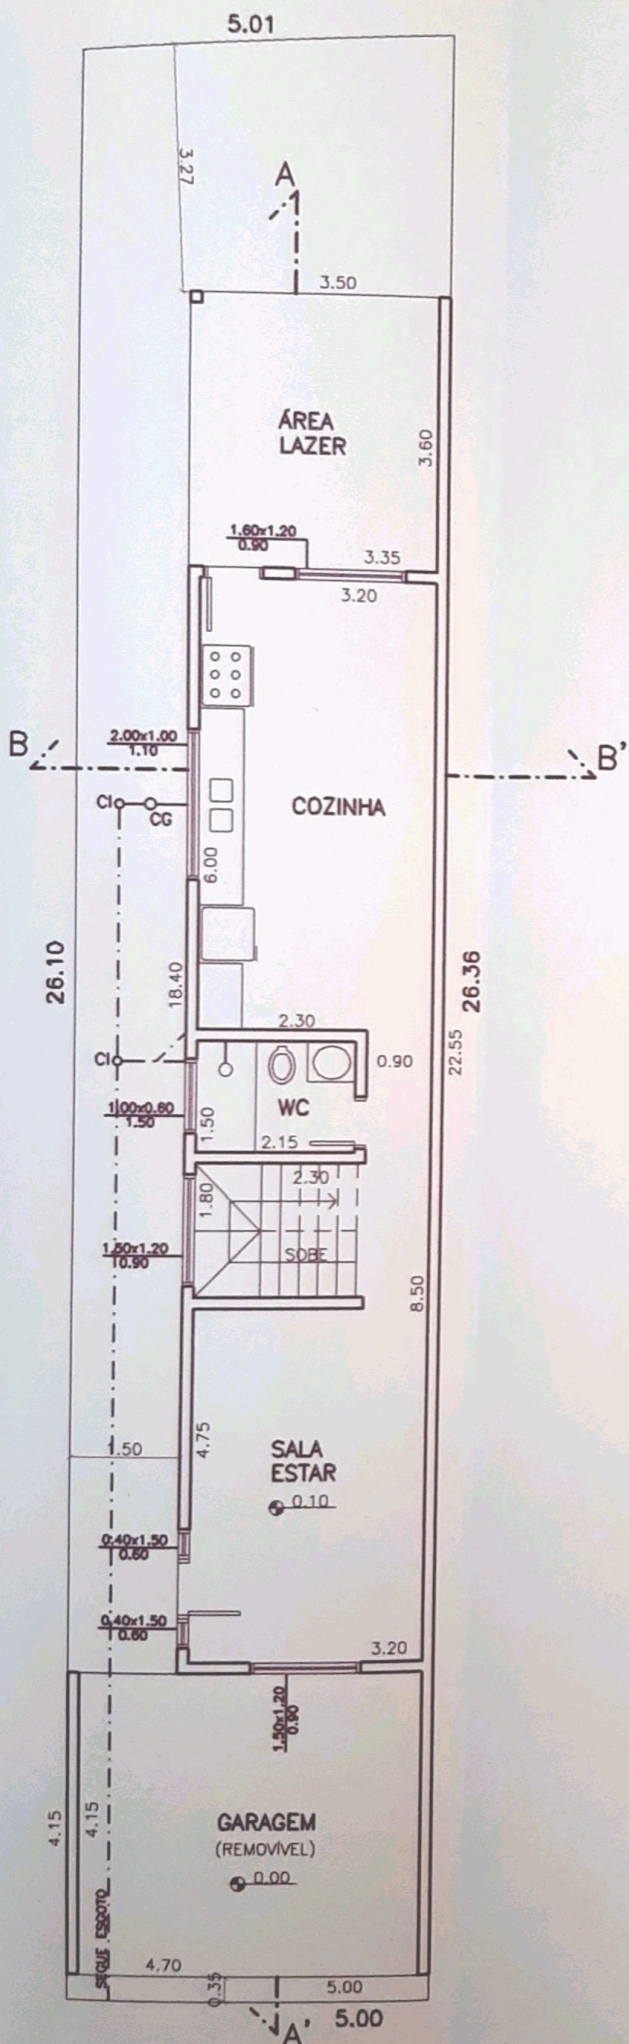 5.01
3.27
A
3.50
ÁREA
LAZER
3.60
1.60x1.20
0.90
3.35
3.20
2.00x1.00
1.10
B
B'
CI
CG
COZINHA
6.00
26.10
18.40
26.36
22.55
2.30
0.90
CI
1.00x0.60
1.50
1.50
WC
2.15
2.30
1.80
SOBE
1.50x1.20
0.90
8.50
4.75
1.50
SALA
ESTAR
0.10
0.40x1.50
0.60
0.40x1.50
0.60
3.20
1.50x1.20
0.90
4.15
4.15
GARAGEM
(REMOVÍVEL)
0.00
SEGUE ESGOTO
4.70
0.35
5.00
5.00
A'